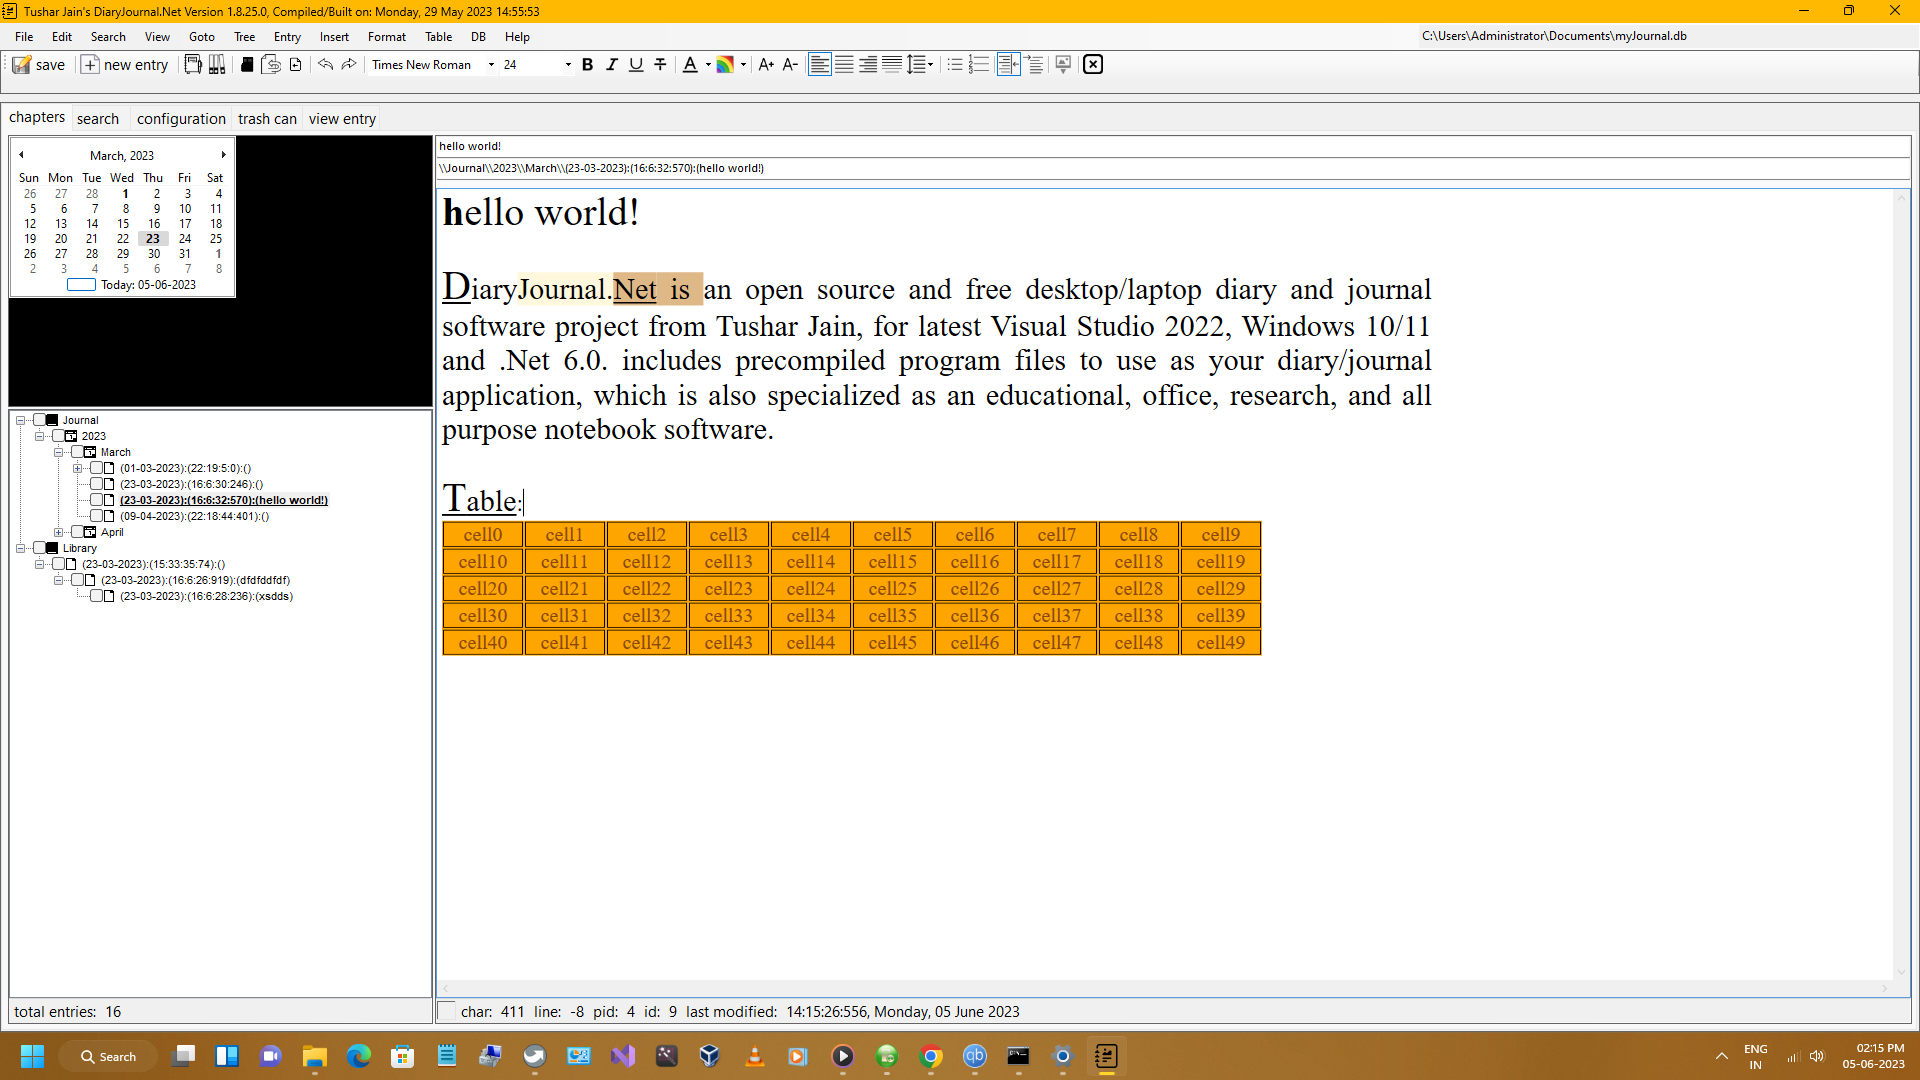 Tushar Jain's DiaryJournal.Net Version 1.8.25.0, Compiled/Built on: Monday, 29 May 2023 14:55:53
File Edit Search View Goto Tree Entry Insert Format Table DB Help
C:\Users\Administrator\Documents\myJournal.db
save new entry Times New Roman 24 B I U T A A+ A-
chapters search configuration trash can view entry
March, 2023
Sun Mon Tue Wed Thu Fri Sat
26 27 28 1 2 3 4
5 6 7 8 9 10 11
12 13 14 15 16 17 18
19 20 21 22 23 24 25
26 27 28 29 30 31 1
2 3 4 5 6 7 8
Today: 05-06-2023
Journal
2023
March
(01-03-2023):(22:19:5:0):()
(23-03-2023):(16:6:30:246):()
(23-03-2023):(16:6:32:570):(hello world!)
(09-04-2023):(22:18:44:401):()
April
Library
(23-03-2023):(15:33:35:74):()
(23-03-2023):(16:6:26:919):(dfdfddfdf)
(23-03-2023):(16:6:28:236):(xsdds)
total entries: 16
hello world!
\\Journal\\2023\\March\\(23-03-2023):(16:6:32:570):(hello world!)
hello world!
DiaryJournal.Net is an open source and free desktop/laptop diary and journal
software project from Tushar Jain, for latest Visual Studio 2022, Windows 10/11
and .Net 6.0. includes precompiled program files to use as your diary/journal
application, which is also specialized as an educational, office, research, and all
purpose notebook software.
Table:
cell0 cell1 cell2 cell3 cell4 cell5 cell6 cell7 cell8 cell9
cell10 cell11 cell12 cell13 cell14 cell15 cell16 cell17 cell18 cell19
cell20 cell21 cell22 cell23 cell24 cell25 cell26 cell27 cell28 cell29
cell30 cell31 cell32 cell33 cell34 cell35 cell36 cell37 cell38 cell39
cell40 cell41 cell42 cell43 cell44 cell45 cell46 cell47 cell48 cell49
char: 411 line: -8 pid: 4 id: 9 last modified: 14:15:26:556, Monday, 05 June 2023
Search
qb
ENG
IN
02:15 PM
05-06-2023